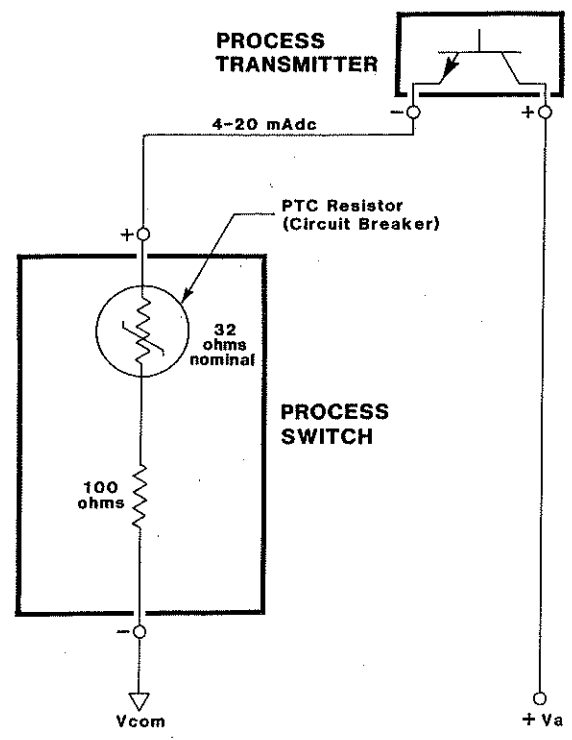 PROCESS
TRANSMITTER
−
+
4-20 mAdc
PTC Resistor
(Circuit Breaker)
+
32
ohms
nominal
PROCESS
SWITCH
100
ohms
−
Vcom
+ Va